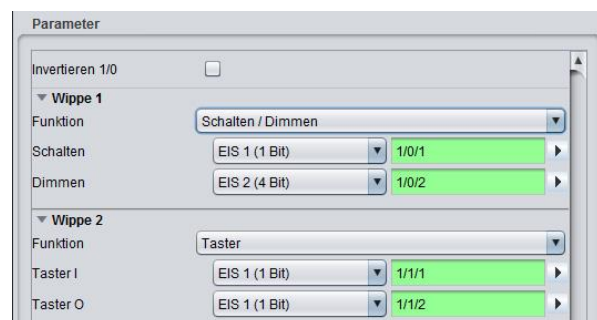 Parameter
Invertieren 1/0
Wippe 1
Funktion Schalten / Dimmen
Schalten EIS 1 (1 Bit) 1/0/1
Dimmen EIS 2 (4 Bit) 1/0/2
Wippe 2
Funktion Taster
Taster I EIS 1 (1 Bit) 1/1/1
Taster O EIS 1 (1 Bit) 1/1/2